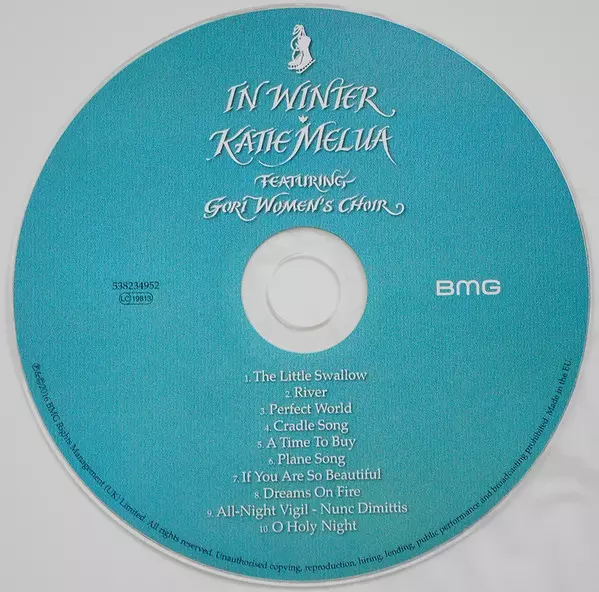 IN WINTER
KATIE MELUA
FEATURING
GORI WOMEN'S CHOIR
538234952
LC 19813
BMG
1. The Little Swallow
2. River
3. Perfect World
4. Cradle Song
5. A Time To Buy
6. Plane Song
7. If You Are So Beautiful
8. Dreams On Fire
9. All-Night Vigil - Nunc Dimittis
10. O Holy Night
℗&©2016 BMG Rights Management (UK) Limited. All rights reserved. Unauthorised copying, reproduction, hiring, lending, public performance and broadcasting prohibited. Made in the EU.